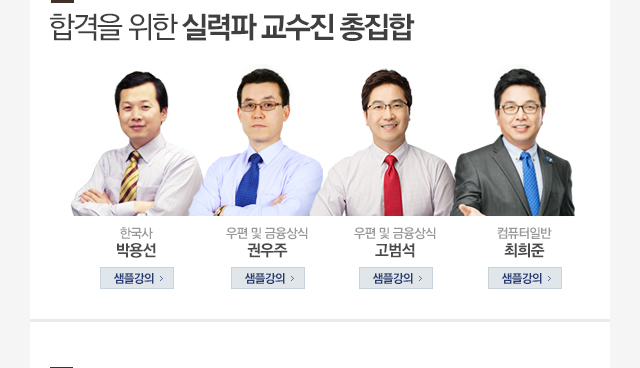 합격을 위한 실력파 교수진 총집합
한국사 우편 및 금융상식 우편 및 금융상식 컴퓨터일반
박용선 권우주 고범석 최희준
샘플강의 > 샘플강의 > 샘플강의 > 샘플강의 >